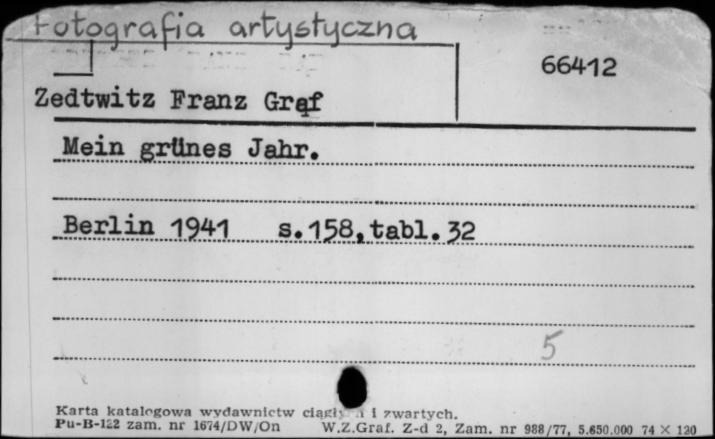 Fotografia artystyczna
66412
Zedtwitz Franz Graf
Mein grünes Jahr.
Berlin 1941 s.158,tabl.32
5
Karta katalogowa wydawnictw ciągłych i zwartych.
Pu-B-122 zam. nr 1674/DW/On W.Z.Graf. Z-d 2, Zam. nr 988/77, 5.650.000 74 × 120